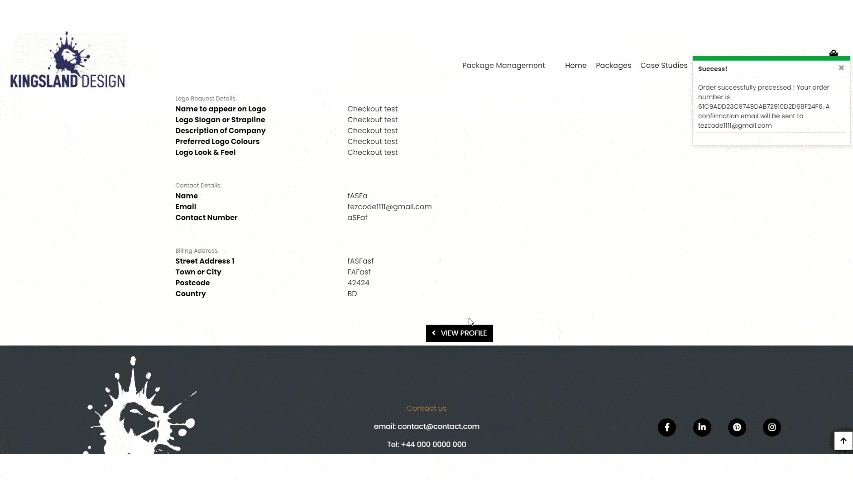 KINGSLAND DESIGN
Package Management Home Packages Case Studies
Success!
×
Order successfully processed ! Your order
number is
A
confirmation email will be sent to
tezcode1111@gmail.com
Logo Request Details:
Name to appear on Logo Checkout test
Logo Slogan or Strapline Checkout test
Description of Company Checkout test
Preferred Logo Colours Checkout test
Logo Look & Feel Checkout test
Contact Details:
Name fASFa
Email tezcode1111@gmail.com
Contact Number aSFaf
Billing Address:
Street Address 1 fASFasf
Town or City FAFasf
Postcode 42424
Country BD
VIEW PROFILE
Contact us
email: contact@contact.com
Tel: +44 000 0000 000